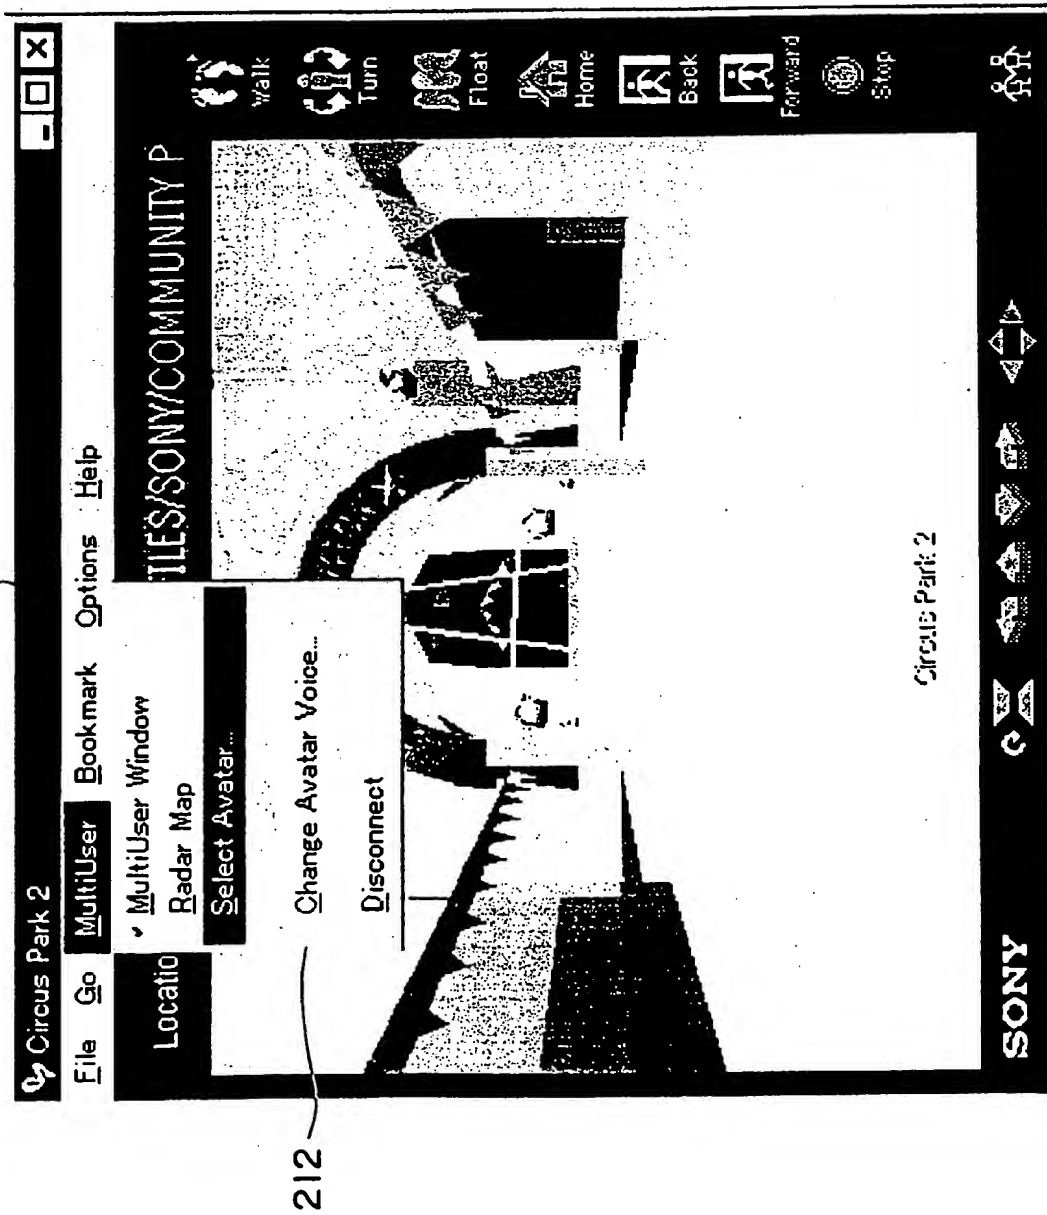 Circus Park 2
File Go MultiUser Bookmark Options Help
Locatio
ILES/SONY/COMMUNITY P
✓ MultiUser Window
Radar Map
Select Avatar...
Change Avatar Voice...
Disconnect
Walk
Turn
Float
Home
Back
Forward
Stop
Circus Park 2
SONY
212